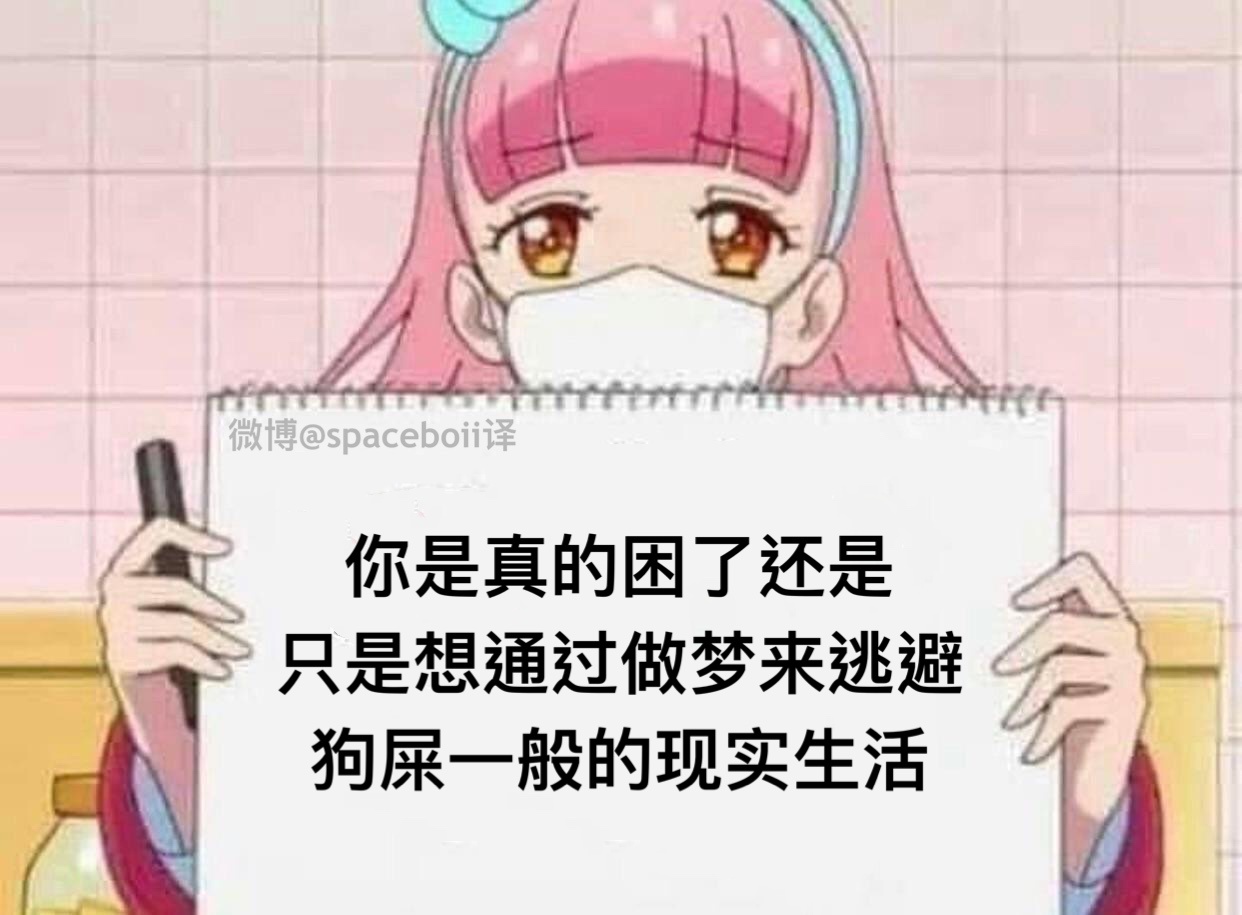 微博@spaceboii译
你是真的困了还是
只是想通过做梦来逃避
狗屎一般的现实生活